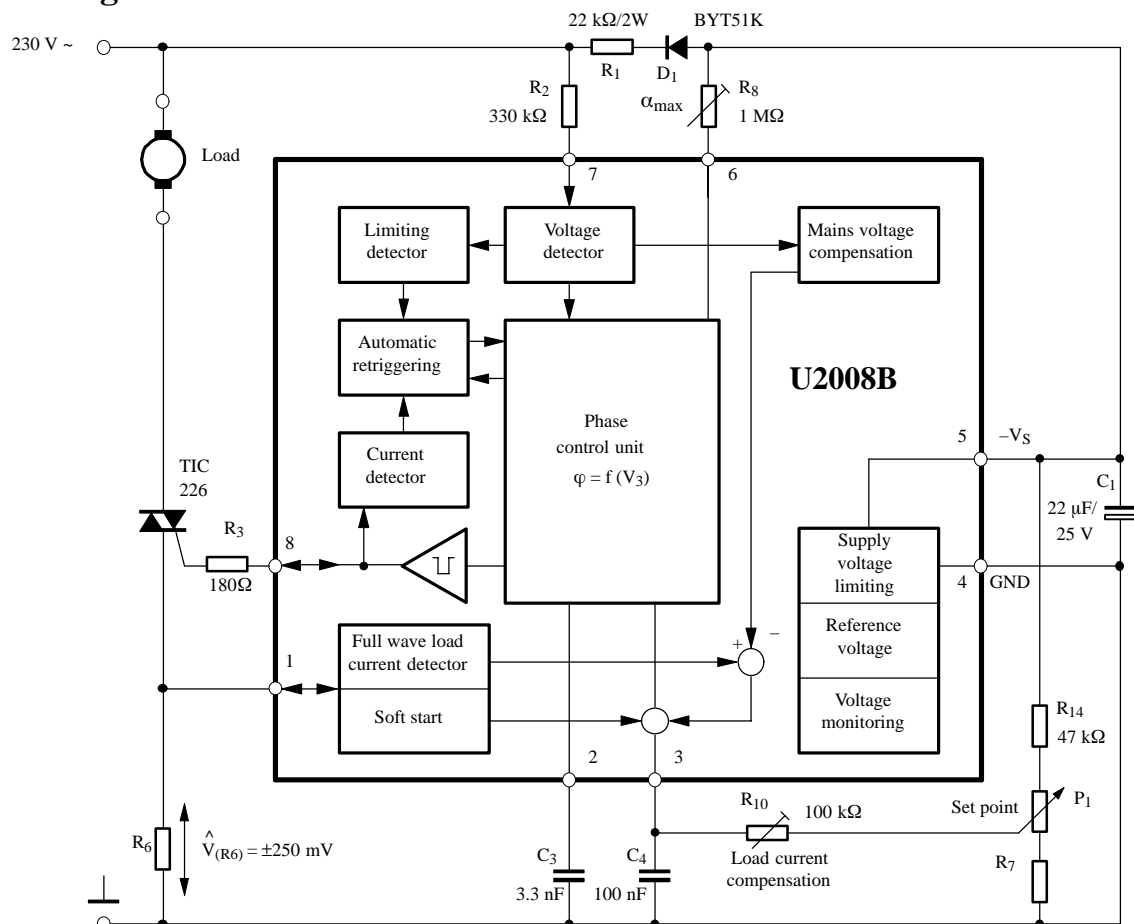 22 kΩ/2W
BYT51K
230 V ~
R1
D1
R2
330 kΩ
αmax
R8
1 MΩ
Load
7
6
Limiting
detector
Voltage
detector
Mains voltage
compensation
Automatic
retriggering
U2008B
Phase
control unit
φ = f (V3)
Current
detector
5
–VS
TIC
226
C1
22 µF/
25 V
R3
180Ω
8
Supply
voltage
limiting
4
GND
Full wave load
current detector
+
–
Reference
voltage
1
Soft start
Voltage
monitoring
R14
47 kΩ
2
3
R10
100 kΩ
Set point
P1
R6
V̂(R6) = ±250 mV
Load current
compensation
R7
C3
3.3 nF
C4
100 nF